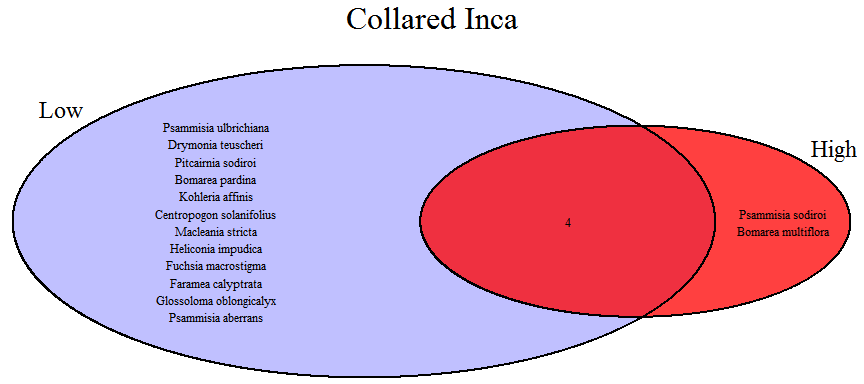 Collared Inca
Low
High
Psammisia ulbrichiana
Drymonia teuscheri
Pitcairnia sodiroi
Bomarea pardina
Kohleria affinis
Centropogon solanifolius
Macleania stricta
Heliconia impudica
Fuchsia macrostigma
Faramea calyptrata
Glossoloma oblongicalyx
Psammisia aberrans
4
Psammisia sodiroi
Bomarea multiflora